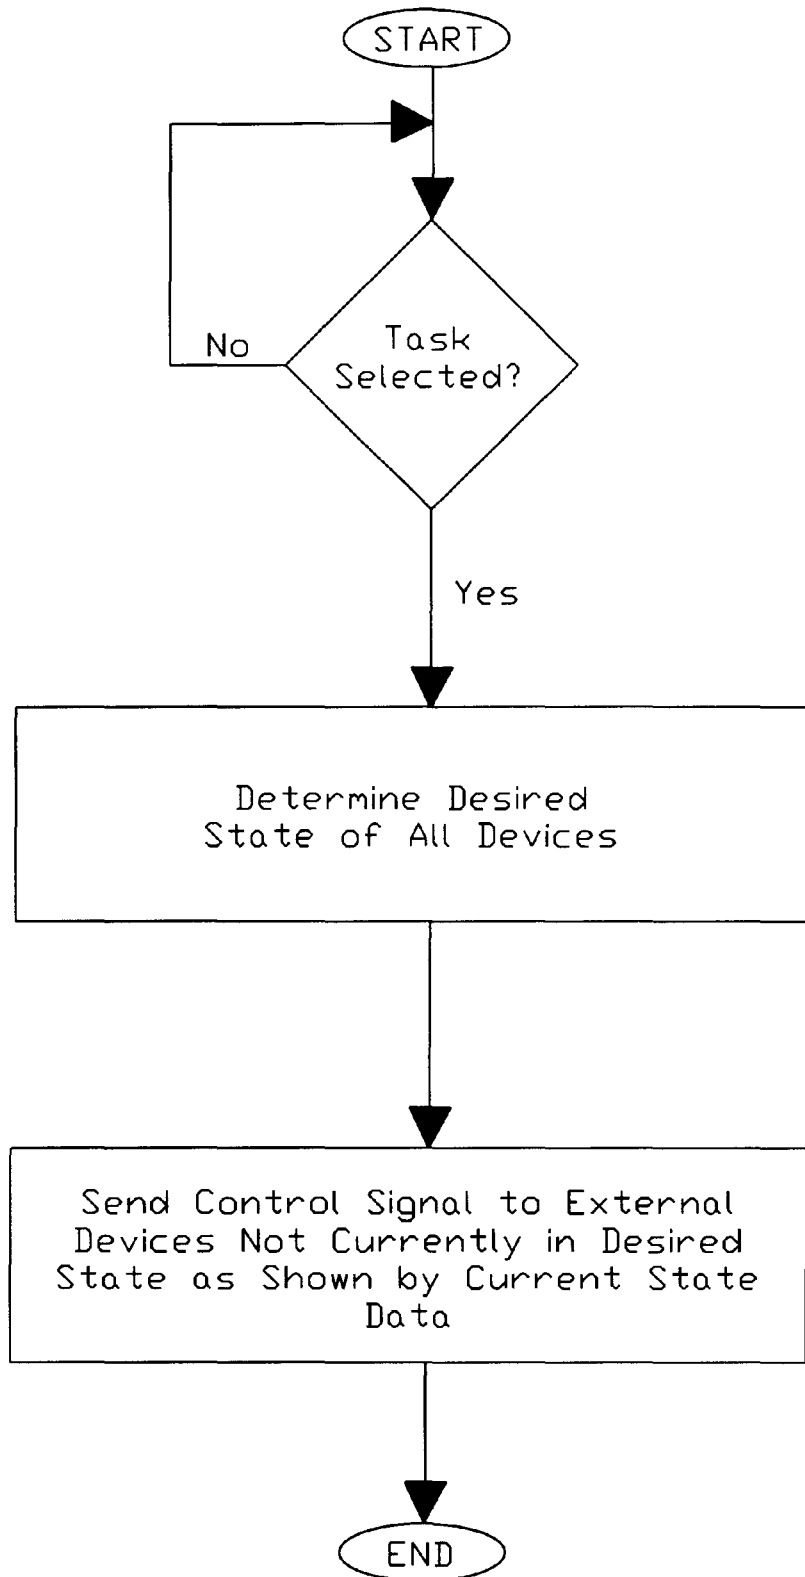 START
Task
Selected?
No
Yes
Determine Desired
State of All Devices
Send Control Signal to External
Devices Not Currently in Desired
State as Shown by Current State
Data
END